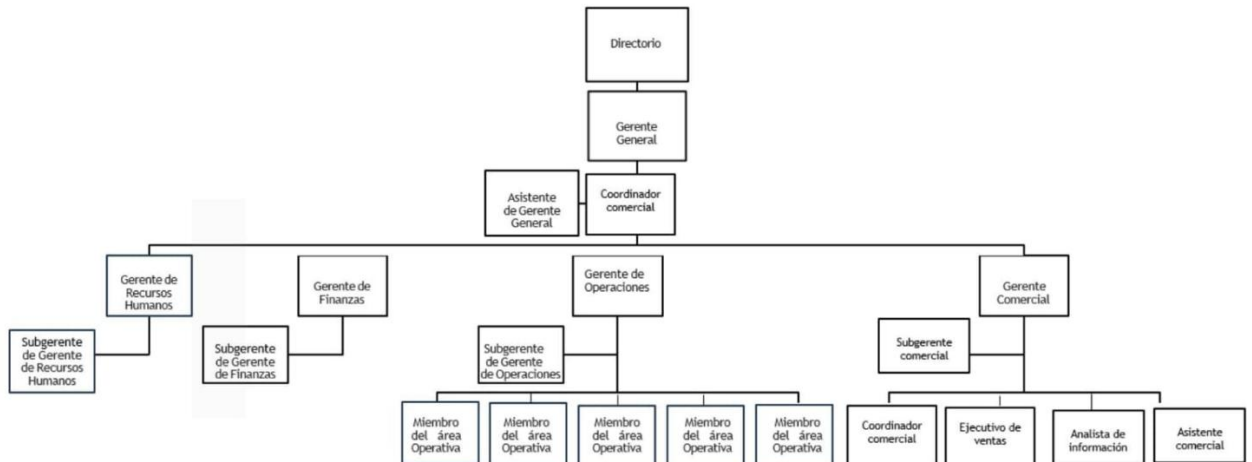 Directorio
Gerente
General
Asistente
de Gerente
General
Coordinador
comercial
Gerente de
Recursos
Humanos
Gerente de
Finanzas
Gerente de
Operaciones
Gerente
Comercial
Subgerente
de Gerente
de Recursos
Humanos
Subgerente
de Gerente
de Finanzas
Subgerente
de Gerente
de Operaciones
Subgerente
comercial
Miembro
del área
Operativa
Miembro
del área
Operativa
Miembro
del área
Operativa
Miembro
del área
Operativa
Miembro
del área
Operativa
Coordinador
comercial
Ejecutivo de
ventas
Analista de
información
Asistente
comercial